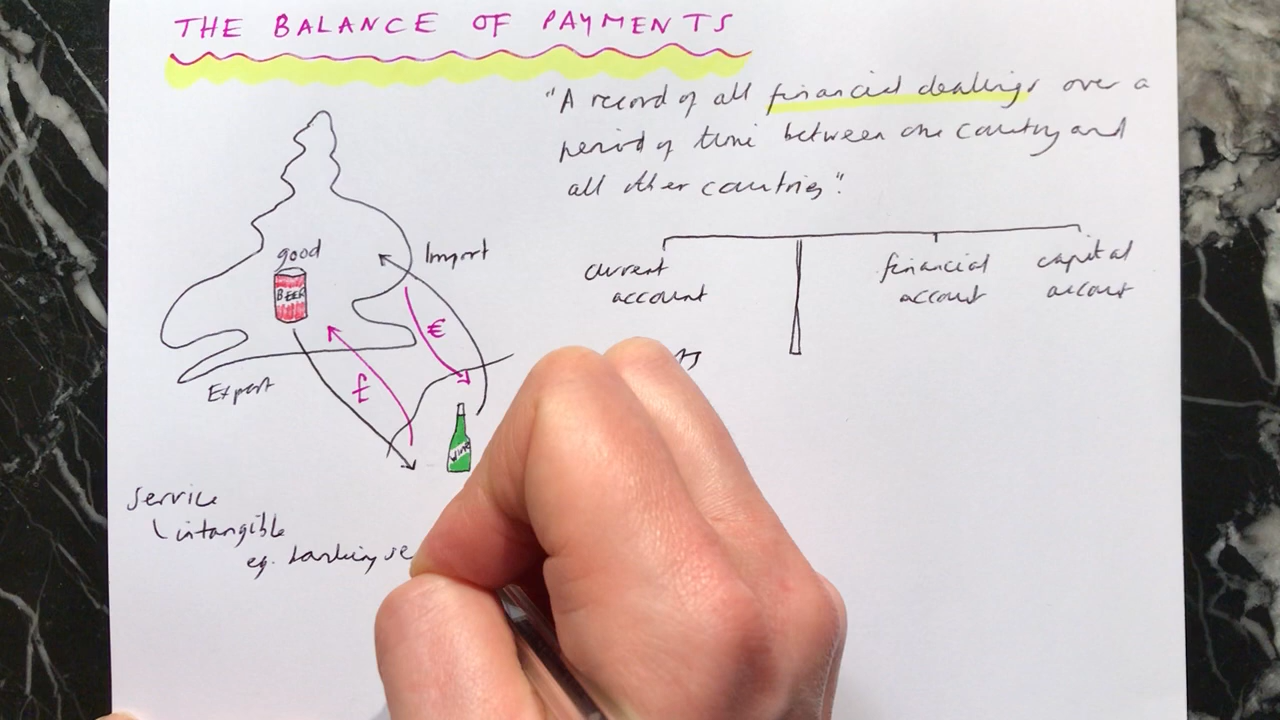 THE BALANCE OF PAYMENTS
"A record of all financial dealings over a
period of time between one country and
all other countries".
good
BEER
Import
€
£
Export
WINE
current
account
financial
account
capital
account
service
intangible
eg. banking se